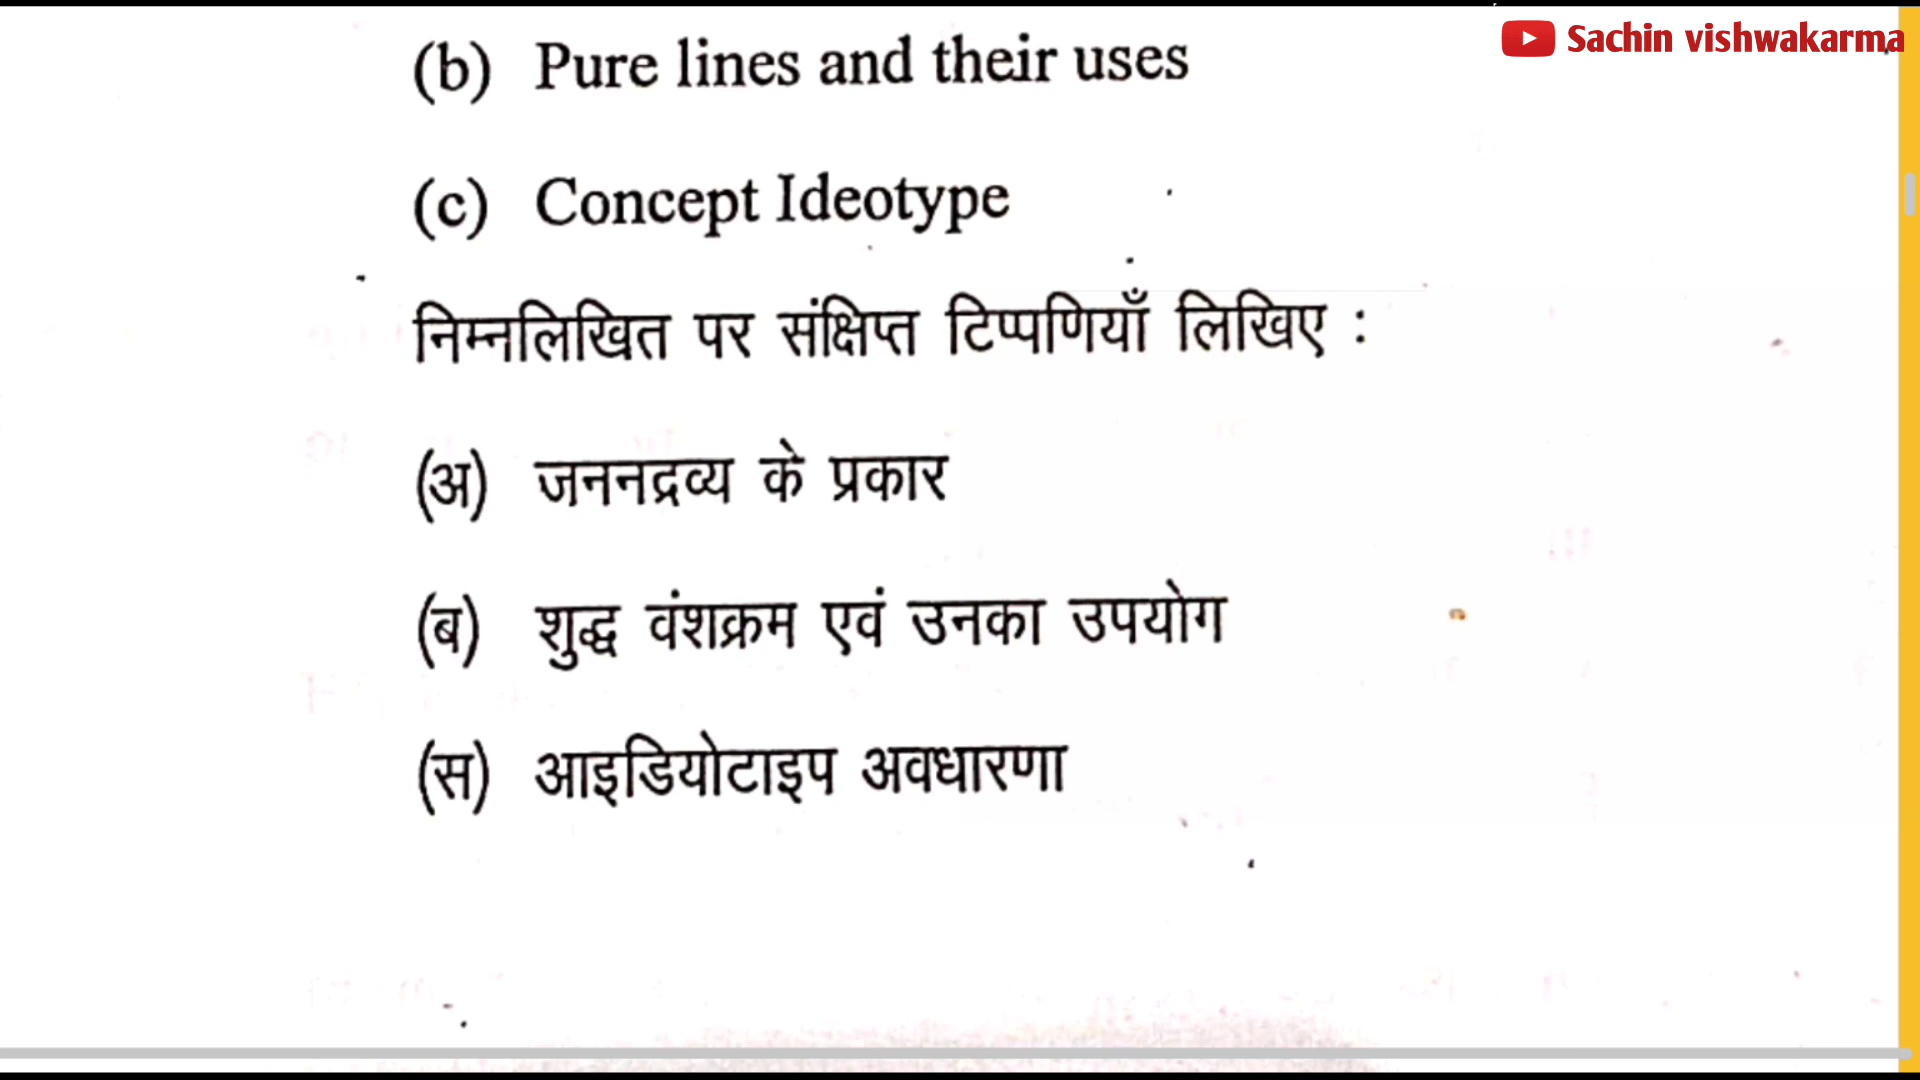 Sachin vishwakarma
(b) Pure lines and their uses
(c) Concept Ideotype
निम्नलिखित पर संक्षिप्त टिप्पणियाँ लिखिए :
(अ) जननद्रव्य के प्रकार
(ब) शुद्ध वंशक्रम एवं उनका उपयोग
(स) आइडियोटाइप अवधारणा